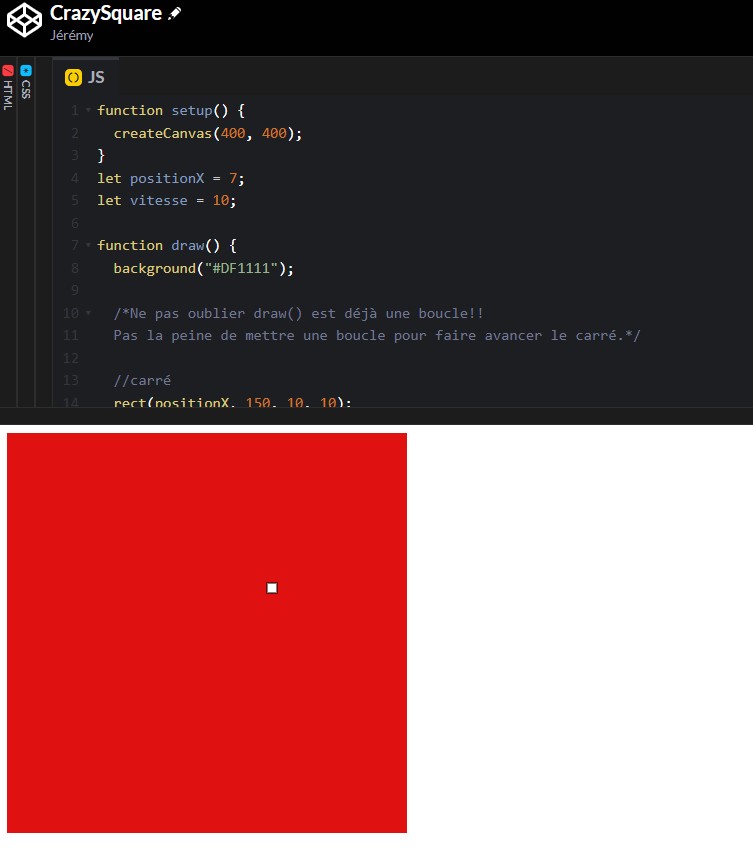 CrazySquare
Jérémy
HTML
CSS
JS
1 function setup() {
2 createCanvas(400, 400);
3 }
4 let positionX = 7;
5 let vitesse = 10;
6
7 function draw() {
8 background("#DF1111");
9
10 /*Ne pas oublier draw() est déjà une boucle!!
11 Pas la peine de mettre une boucle pour faire avancer le carré.*/
12
13 //carré
14 rect(positionX, 150, 10, 10);